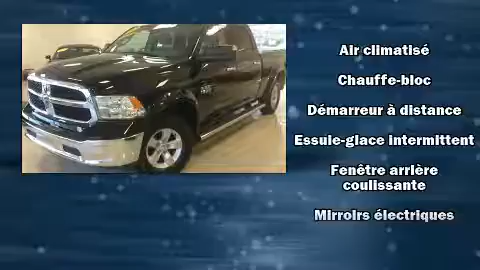 Air climatisé
Chauffe-bloc
Démarreur à distance
Essuie-glace intermittent
Fenêtre arrière
coulissante
Mirroirs électriques